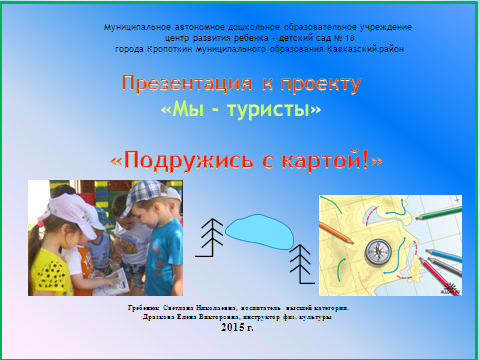 Муниципальное автономное дошкольное образовательное учреждение
центр развития ребенка - детский сад № 18
города Кропоткин муниципального образования Кавказский район
Презентация к проекту
«Мы - туристы»
«Подружись с картой!»
Гребенюк Светлана Николаевна, воспитатель высшей категории.
Дразкова Елена Викторовна, инструктор физ. культуры
2015 г.